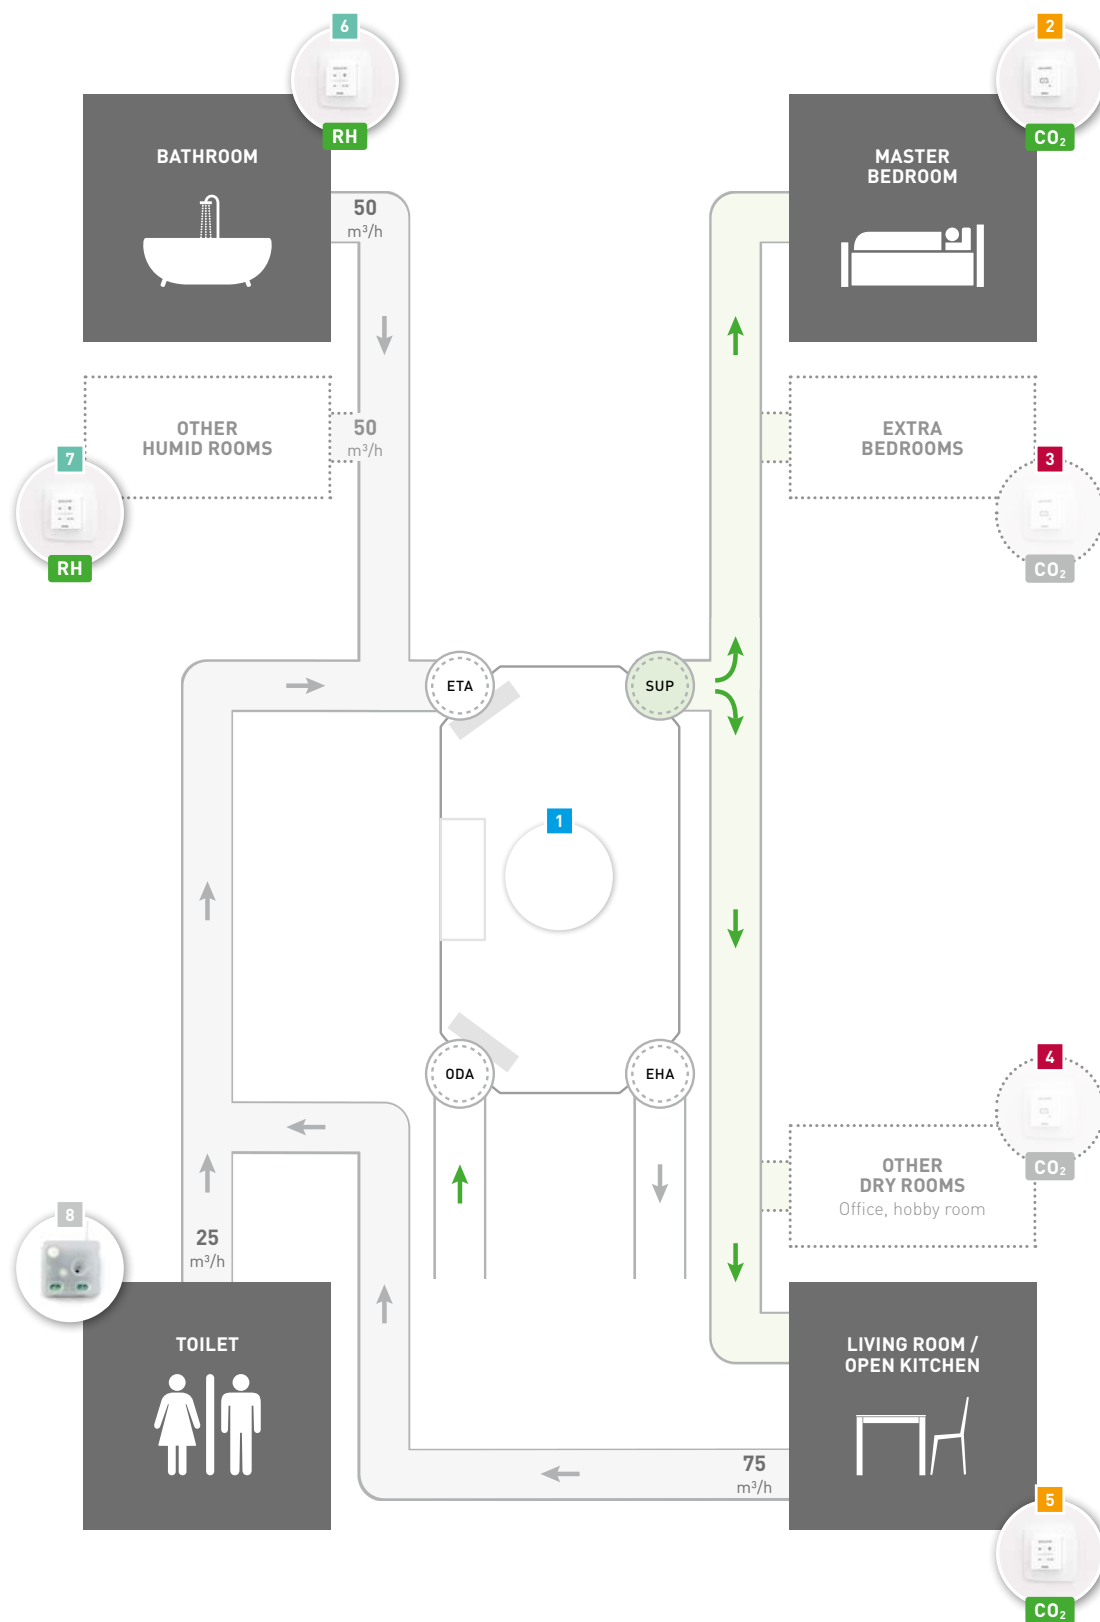 6
RH
BATHROOM
50
m³/h
2
CO₂
MASTER
BEDROOM
OTHER
HUMID ROOMS
50
m³/h
7
RH
EXTRA
BEDROOMS
3
CO₂
ETA
SUP
1
ODA
EHA
4
CO₂
OTHER
DRY ROOMS
Office, hobby room
8
25
m³/h
TOILET
LIVING ROOM /
OPEN KITCHEN
75
m³/h
5
CO₂